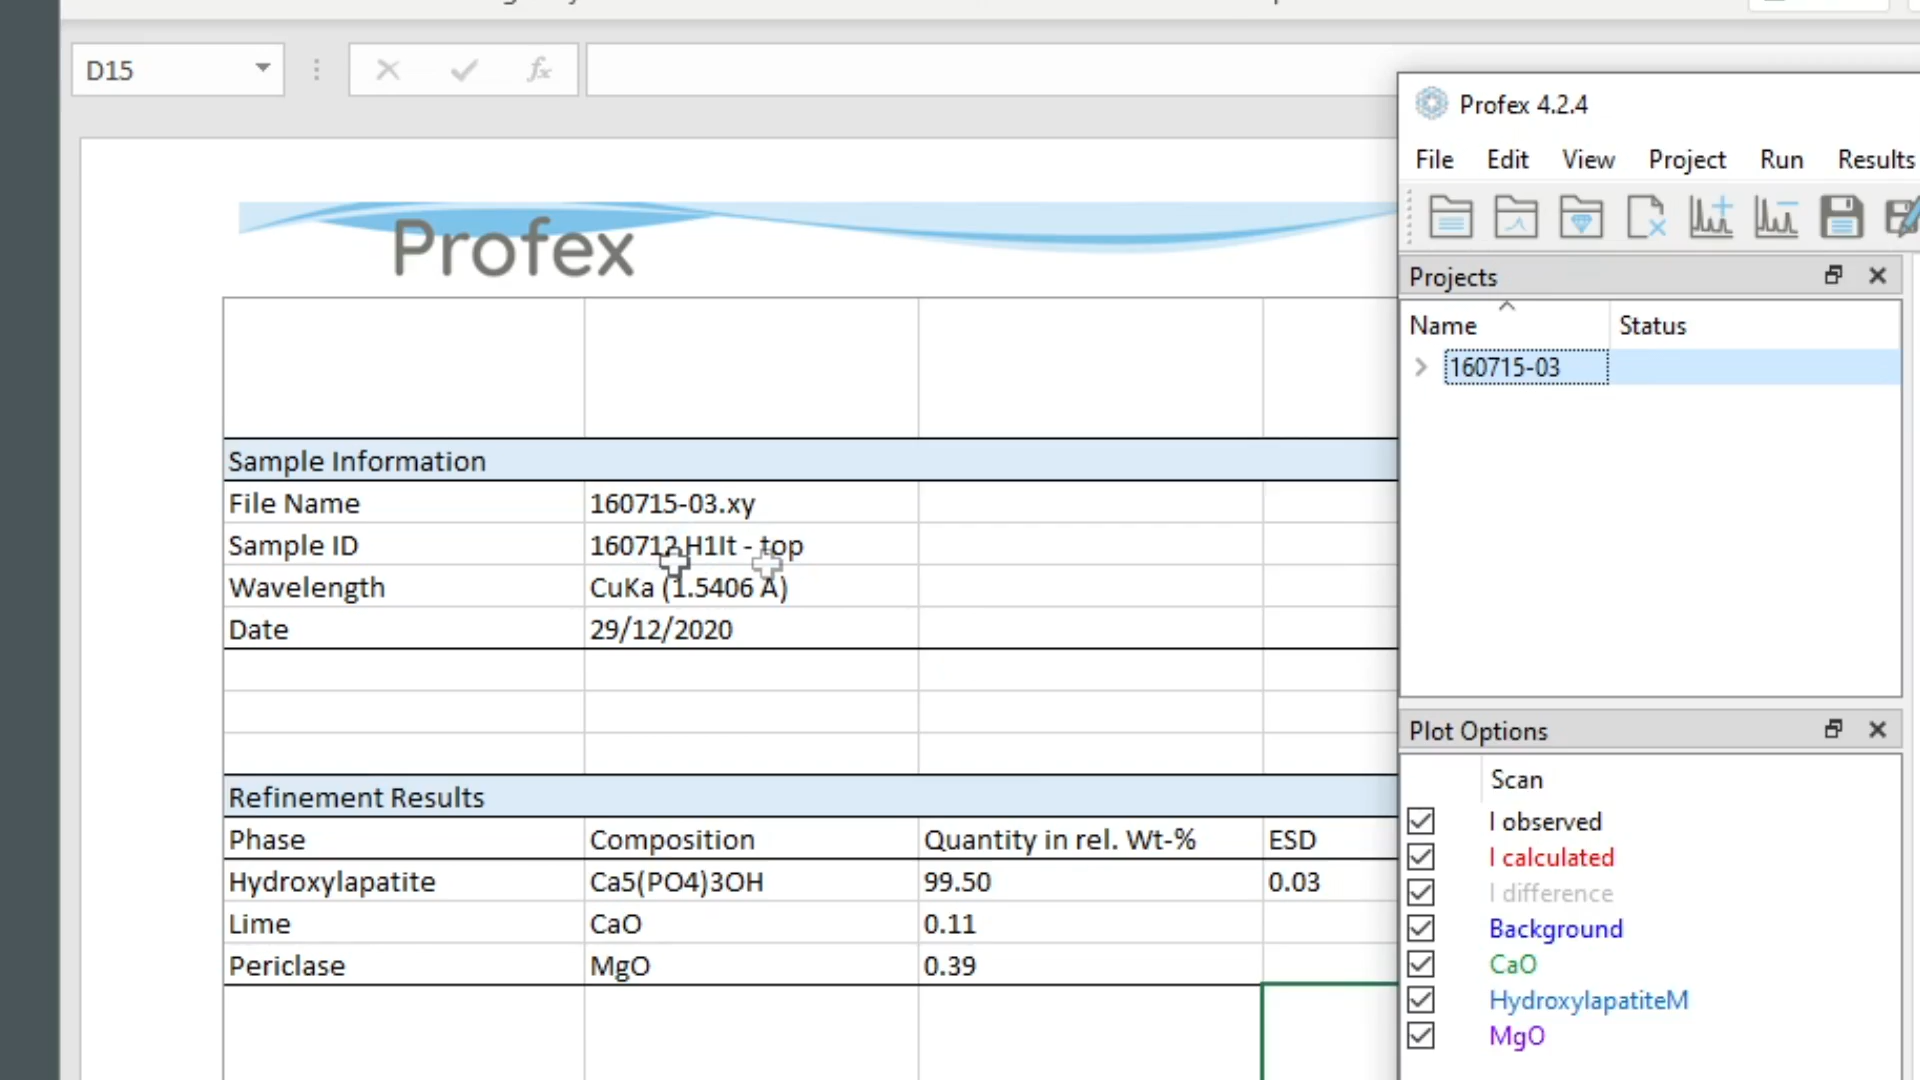 D15
fx
Profex
Sample Information
File Name 160715-03.xy
Sample ID 160712 H1lt - top
Wavelength CuKa (1.5406 A)
Date 29/12/2020
Refinement Results
Phase Composition Quantity in rel. Wt-% ESD
Hydroxylapatite Ca5(PO4)3OH 99.50 0.03
Lime CaO 0.11
Periclase MgO 0.39
Profex 4.2.4
File Edit View Project Run Results
Projects
Name Status
160715-03
Plot Options
Scan
I observed
I calculated
I difference
Background
CaO
HydroxylapatiteM
MgO